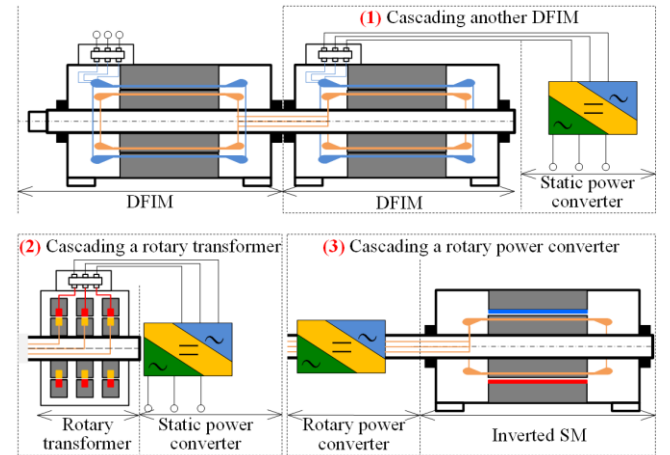 (1) Cascading another DFIM
DFIM
DFIM
Static power
converter
(2) Cascading a rotary transformer
Rotary
transformer
Static power
converter
(3) Cascading a rotary power converter
Rotary power
converter
Inverted SM